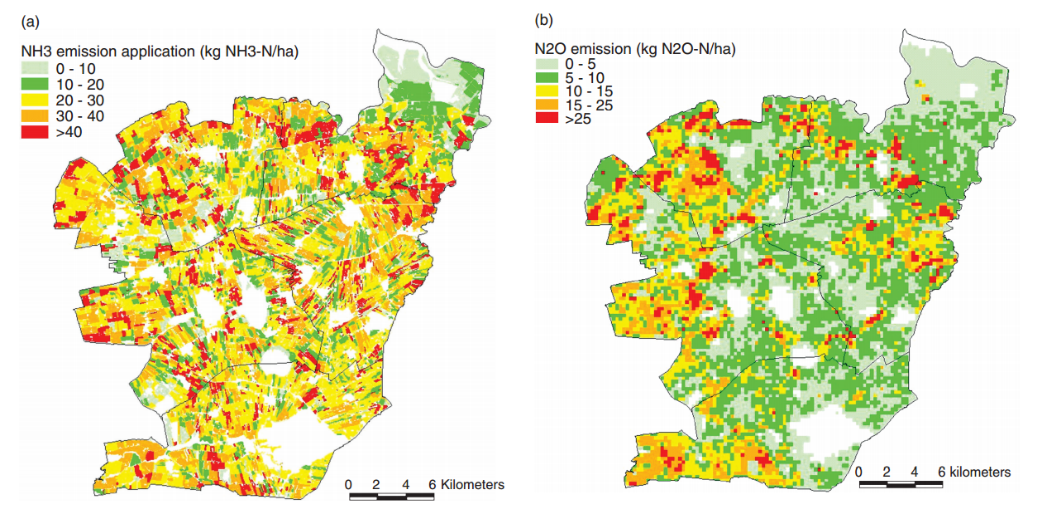 (a)
NH3 emission application (kg NH3-N/ha)
0 - 10
10 - 20
20 - 30
30 - 40
>40
0 2 4 6 Kilometers
(b)
N2O emission (kg N2O-N/ha)
0 - 5
5 - 10
10 - 15
15 - 25
>25
0 2 4 6 kilometers